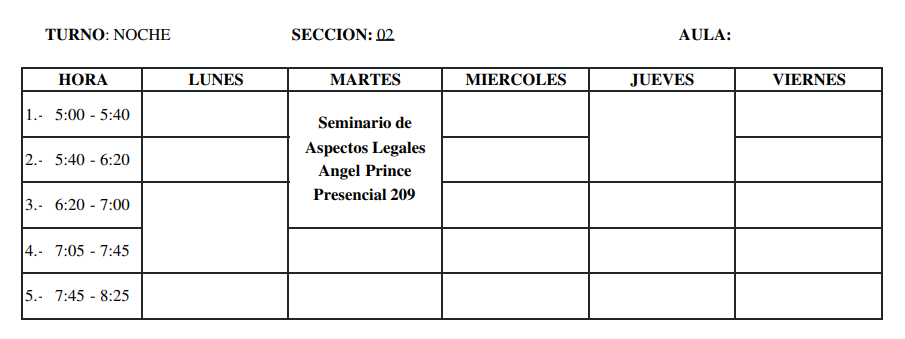 TURNO: NOCHE SECCION: 02 AULA:
HORA LUNES MARTES MIERCOLES JUEVES VIERNES
1.- 5:00 - 5:40
2.- 5:40 - 6:20
3.- 6:20 - 7:00
4.- 7:05 - 7:45
5.- 7:45 - 8:25
Seminario de
Aspectos Legales
Angel Prince
Presencial 209